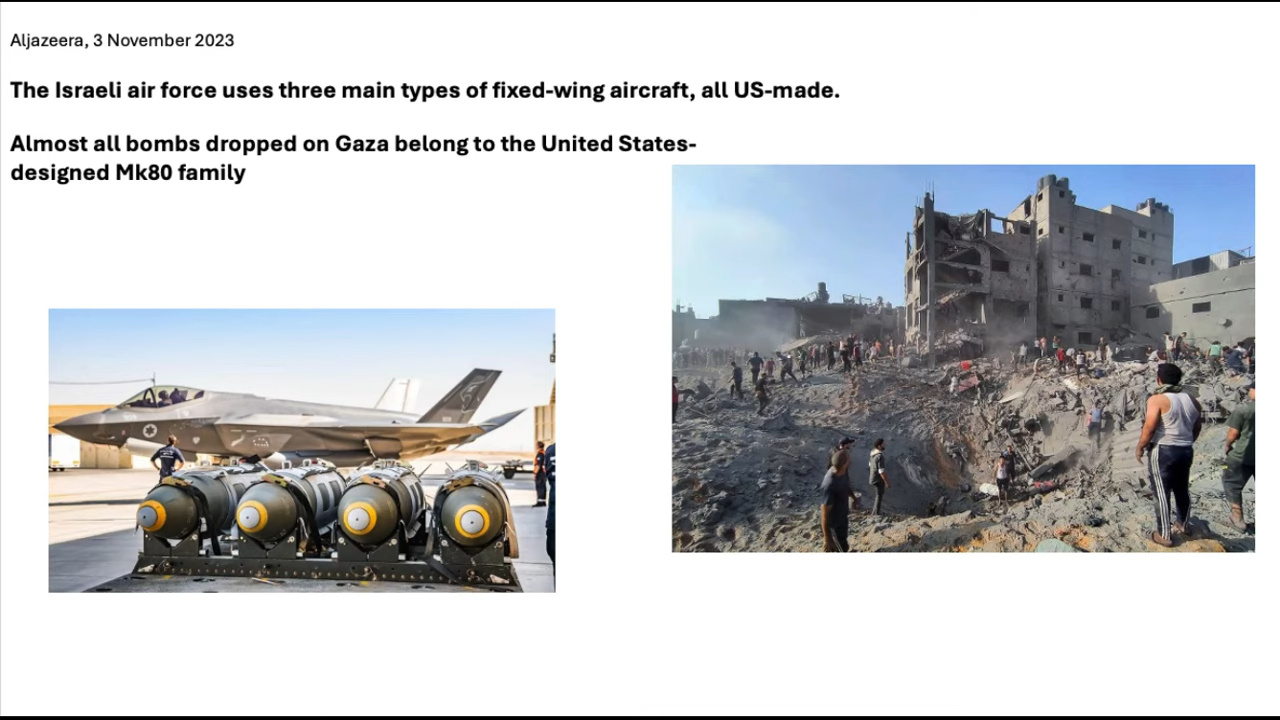 Aljazeera, 3 November 2023
The Israeli air force uses three main types of fixed-wing aircraft, all US-made.
Almost all bombs dropped on Gaza belong to the United States-
designed Mk80 family